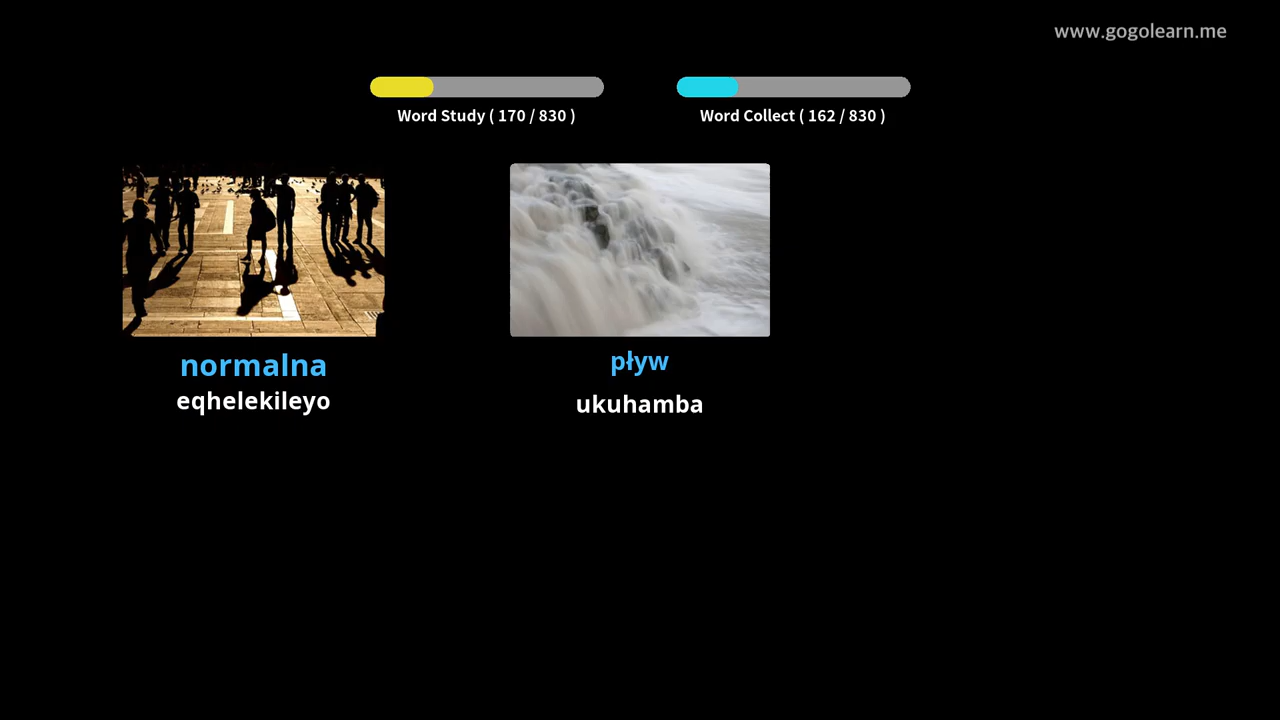 www.gogolearn.me
Word Study ( 170 / 830 )
Word Collect ( 162 / 830 )
normalna
eqhelekileyo
pływ
ukuhamba